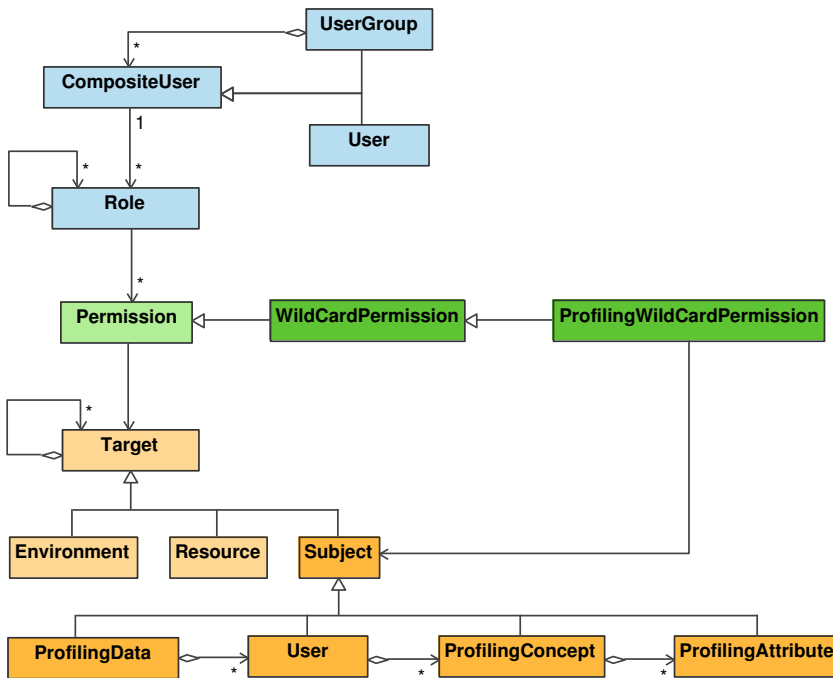 UserGroup
*
CompositeUser
1
User
*
*
Role
*
Permission
WildCardPermission
ProfilingWildCardPermission
*
Target
Environment
Resource
Subject
ProfilingData
User
ProfilingConcept
ProfilingAttribute
*
*
*